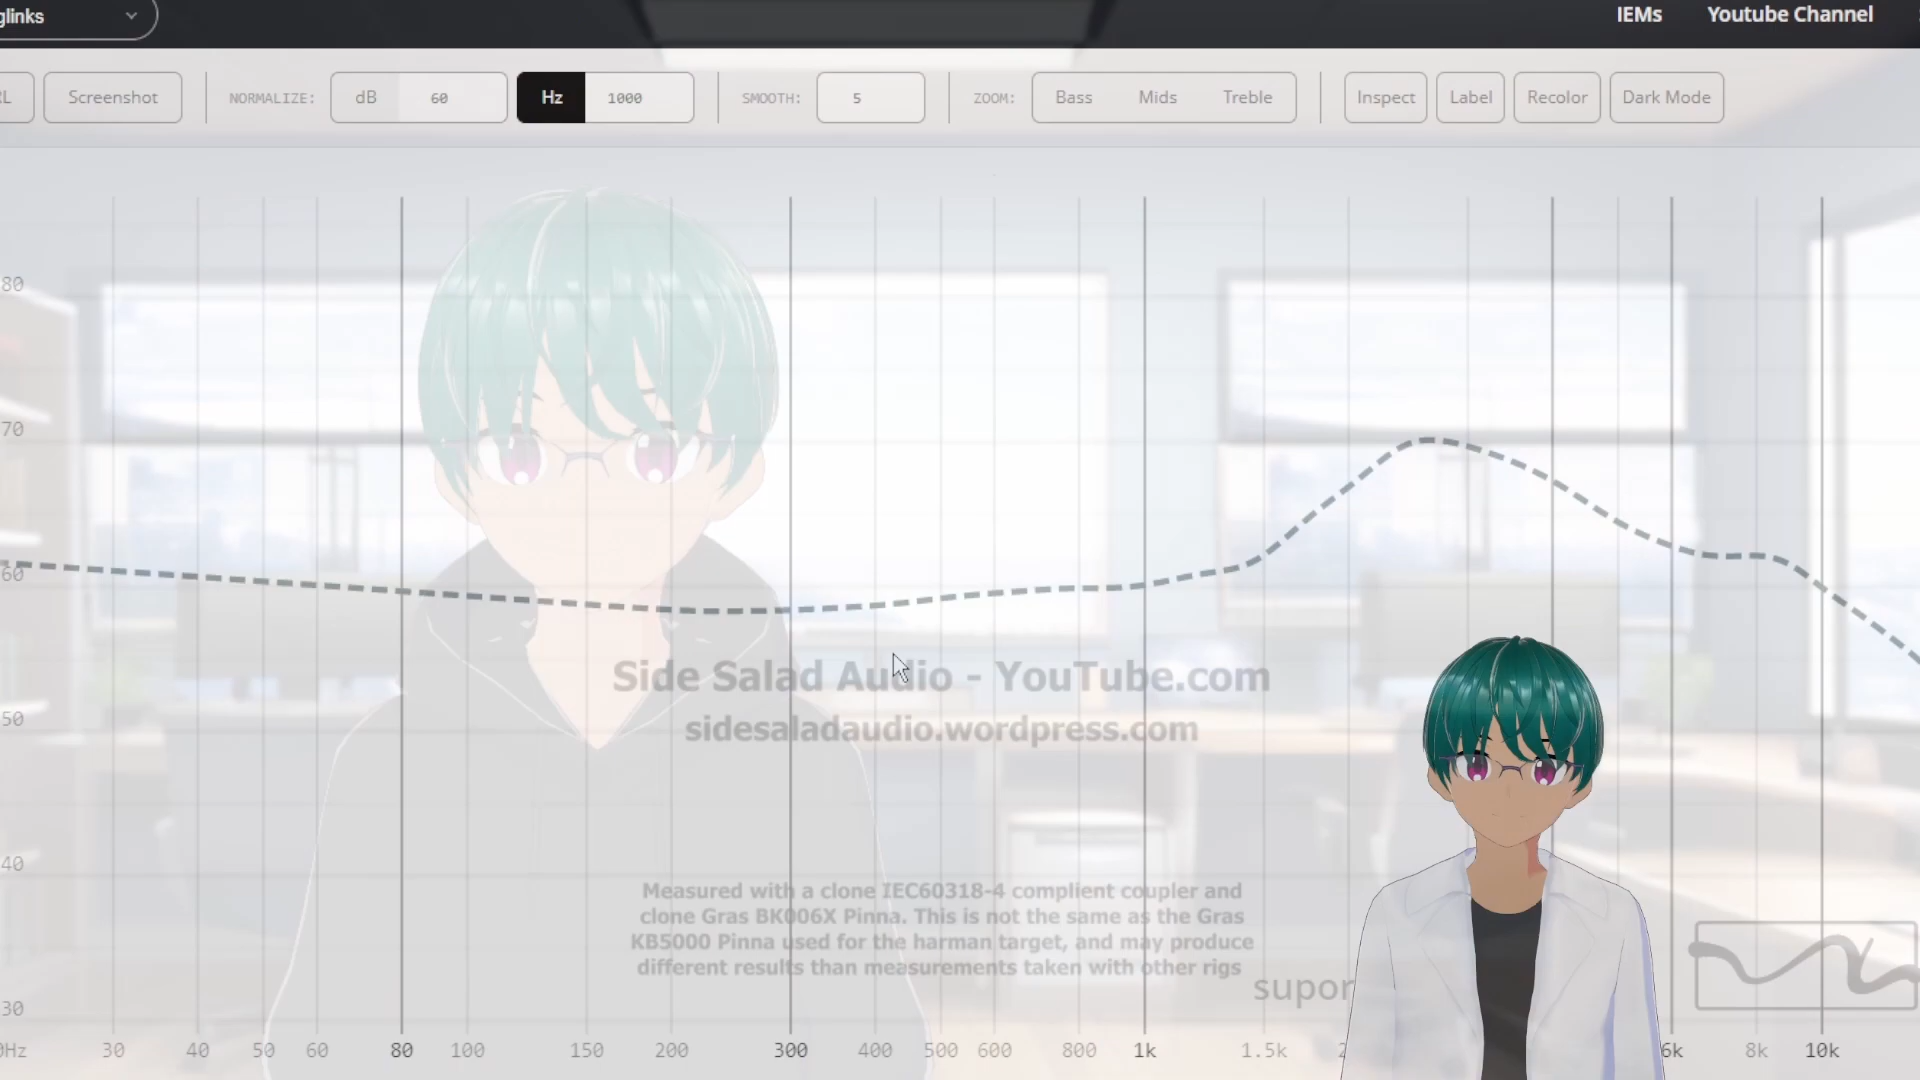 glinks
IEMs
Youtube Channel
Screenshot
NORMALIZE:
dB
60
Hz
1000
SMOOTH:
5
ZOOM:
Bass
Mids
Treble
Inspect
Label
Recolor
Dark Mode
80
70
60
50
40
30
Side Salad Audio - YouTube.com
sidesaladaudio.wordpress.com
Measured with a clone IEC60318-4 complient coupler and
clone Gras BK006X Pinna. This is not the same as the Gras
KB5000 Pinna used for the harman target, and may produce
different results than measurements taken with other rigs
supor
Hz 30 40 50 60 80 100 150 200 300 400 500 600 800 1k 1.5k 6k 8k 10k